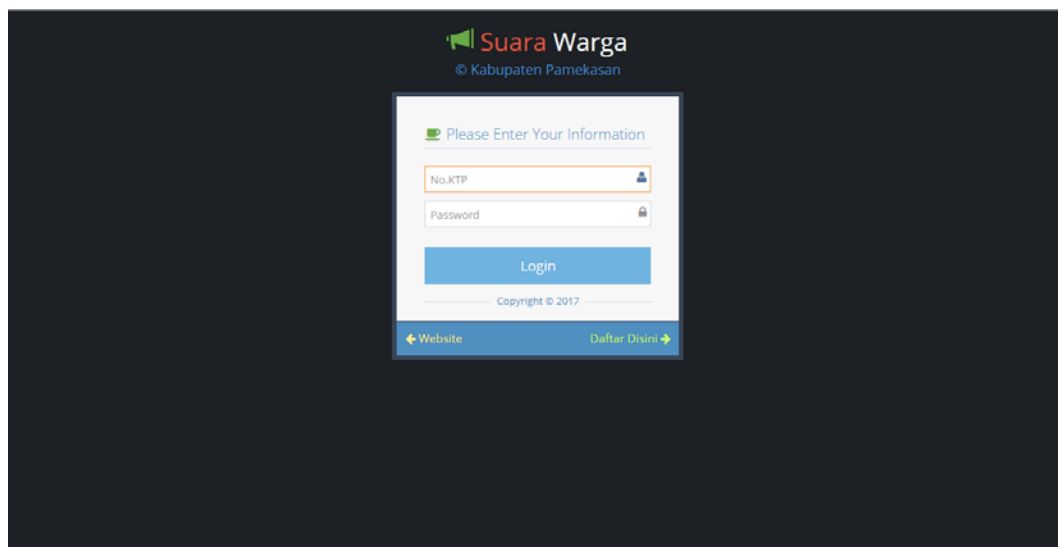 Suara Warga
© Kabupaten Pamekasan
Please Enter Your Information
No.KTP
Password
Login
Copyright © 2017
Website
Daftar Disini